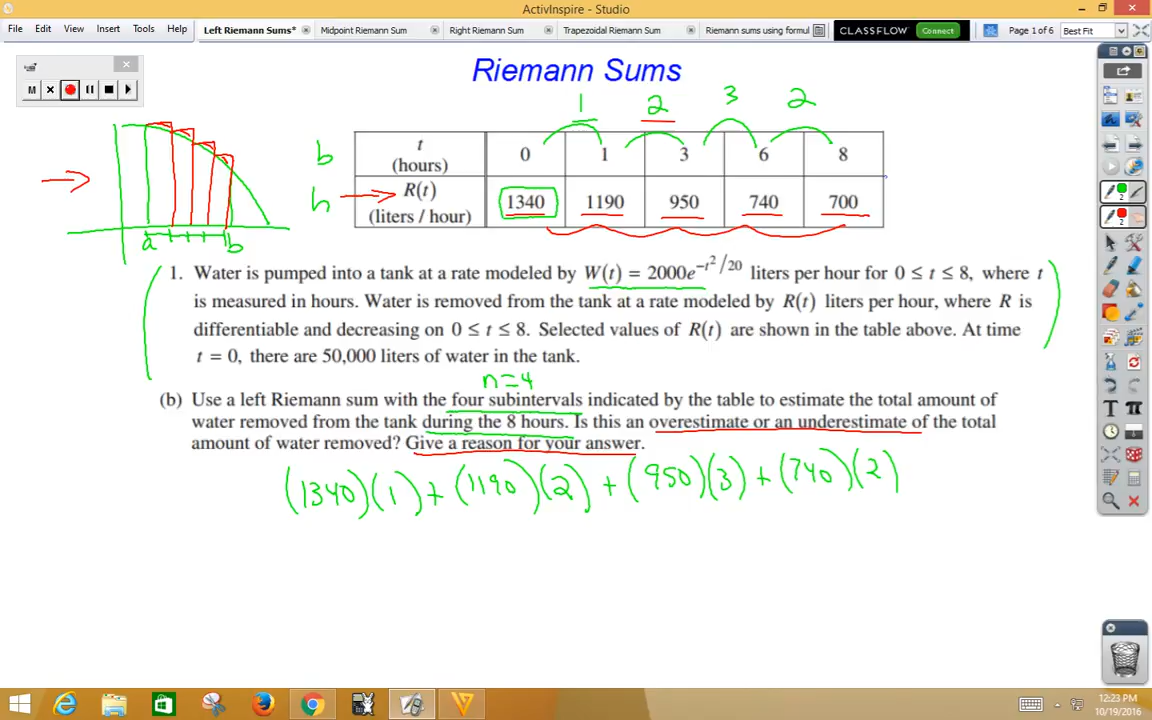 ActivInspire - Studio
File Edit View Insert Tools Help Left Riemann Sums* Midpoint Riemann Sum Right Riemann Sum Trapezoidal Riemann Sum Riemann sums using formul CLASSFLOW Connect Page 1 of 6 Best Fit
M
Riemann Sums
1 2 3 2
b t (hours) 0 1 3 6 8
h R(t) (liters / hour) 1340 1190 950 740 700
a b
1. Water is pumped into a tank at a rate modeled by W(t) = 2000e^{-t^2/20} liters per hour for 0 ≤ t ≤ 8, where t
is measured in hours. Water is removed from the tank at a rate modeled by R(t) liters per hour, where R is
differentiable and decreasing on 0 ≤ t ≤ 8. Selected values of R(t) are shown in the table above. At time
t = 0, there are 50,000 liters of water in the tank.
n=4
(b) Use a left Riemann sum with the four subintervals indicated by the table to estimate the total amount of
water removed from the tank during the 8 hours. Is this an overestimate or an underestimate of the total
amount of water removed? Give a reason for your answer.
(1340)(1)+(1190)(2)+(950)(3)+(740)(2)
12:23 PM
10/19/2016